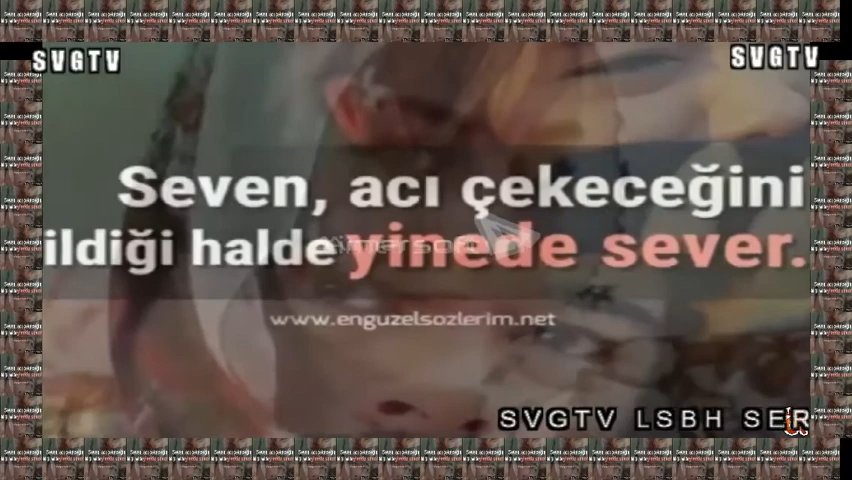 SVGTV SVGTV
Seven, acı çekeceğini
ildiği halde yinede sever.
www.enguzelsozlerim.net
SVGTV LSBH SER